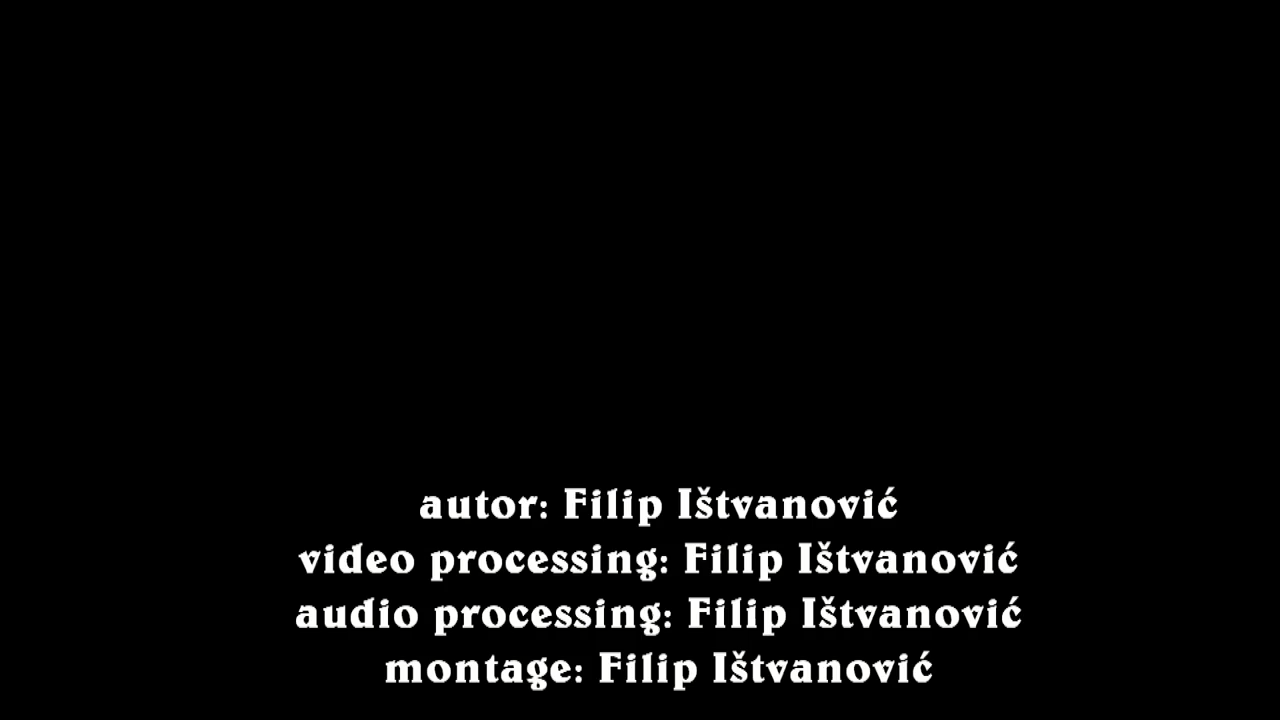 autor: Filip Ištvanović
video processing: Filip Ištvanović
audio processing: Filip Ištvanović
montage: Filip Ištvanović